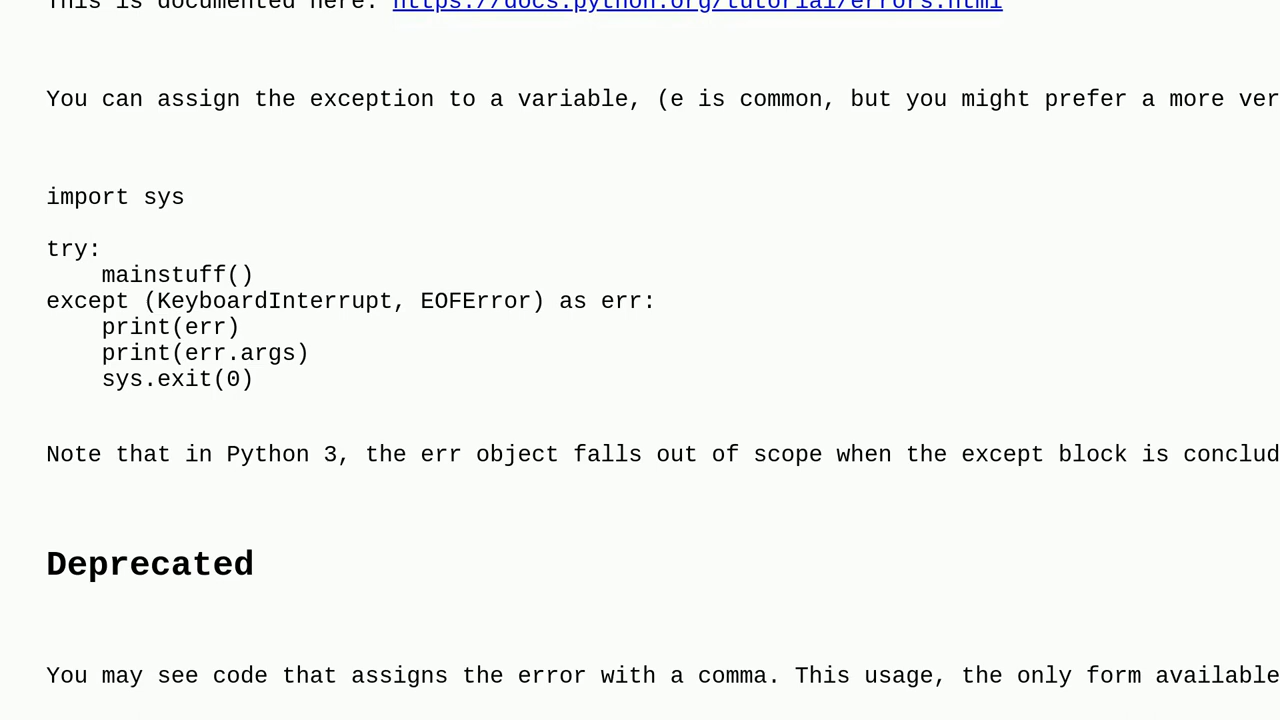 This is documented here: https://docs.python.org/tutorial/errors.html
You can assign the exception to a variable, (e is common, but you might prefer a more ver
import sys
try:
    mainstuff()
except (KeyboardInterrupt, EOFError) as err:
    print(err)
    print(err.args)
    sys.exit(0)
Note that in Python 3, the err object falls out of scope when the except block is conclud
Deprecated
You may see code that assigns the error with a comma. This usage, the only form available